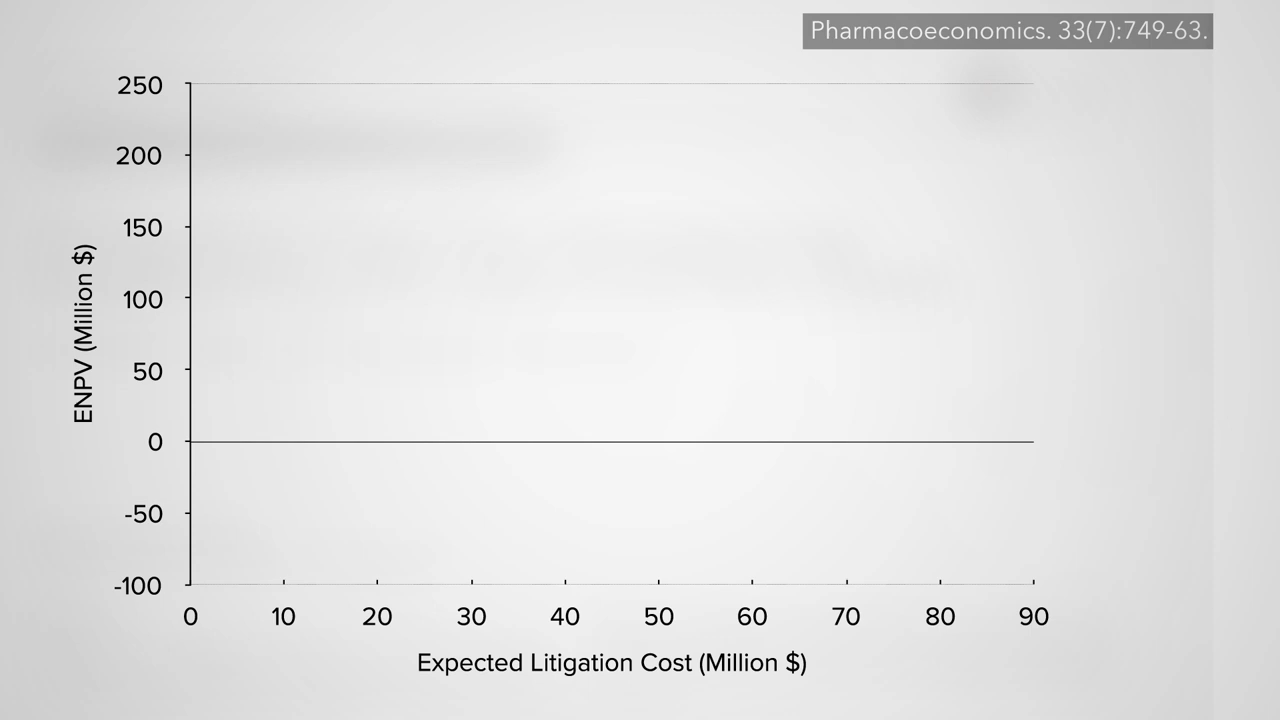 Pharmacoeconomics. 33(7):749-63.
250
200
150
100
50
0
-50
-100
ENPV (Million $)
0 10 20 30 40 50 60 70 80 90
Expected Litigation Cost (Million $)